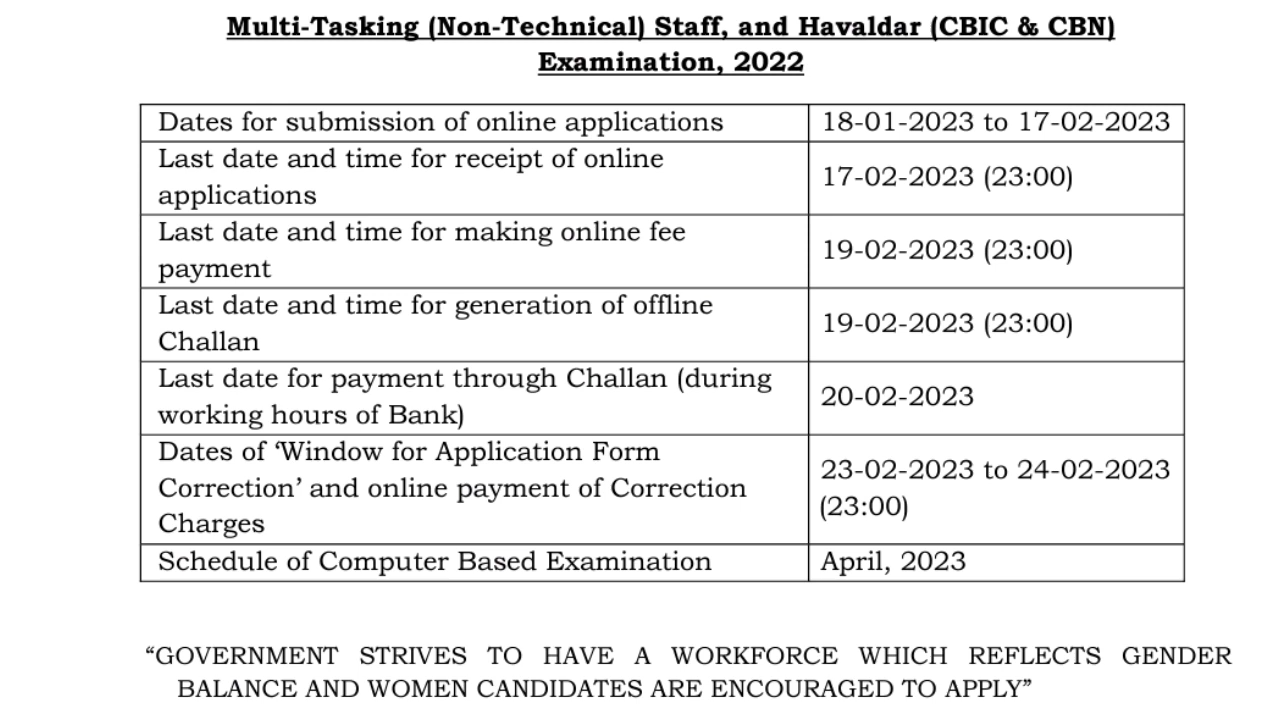 Multi-Tasking (Non-Technical) Staff, and Havaldar (CBIC & CBN)
Examination, 2022
Dates for submission of online applications
18-01-2023 to 17-02-2023
Last date and time for receipt of online
applications
17-02-2023 (23:00)
Last date and time for making online fee
payment
19-02-2023 (23:00)
Last date and time for generation of offline
Challan
19-02-2023 (23:00)
Last date for payment through Challan (during
working hours of Bank)
20-02-2023
Dates of ‘Window for Application Form
Correction’ and online payment of Correction
Charges
23-02-2023 to 24-02-2023
(23:00)
Schedule of Computer Based Examination
April, 2023
“GOVERNMENT STRIVES TO HAVE A WORKFORCE WHICH REFLECTS GENDER
BALANCE AND WOMEN CANDIDATES ARE ENCOURAGED TO APPLY”